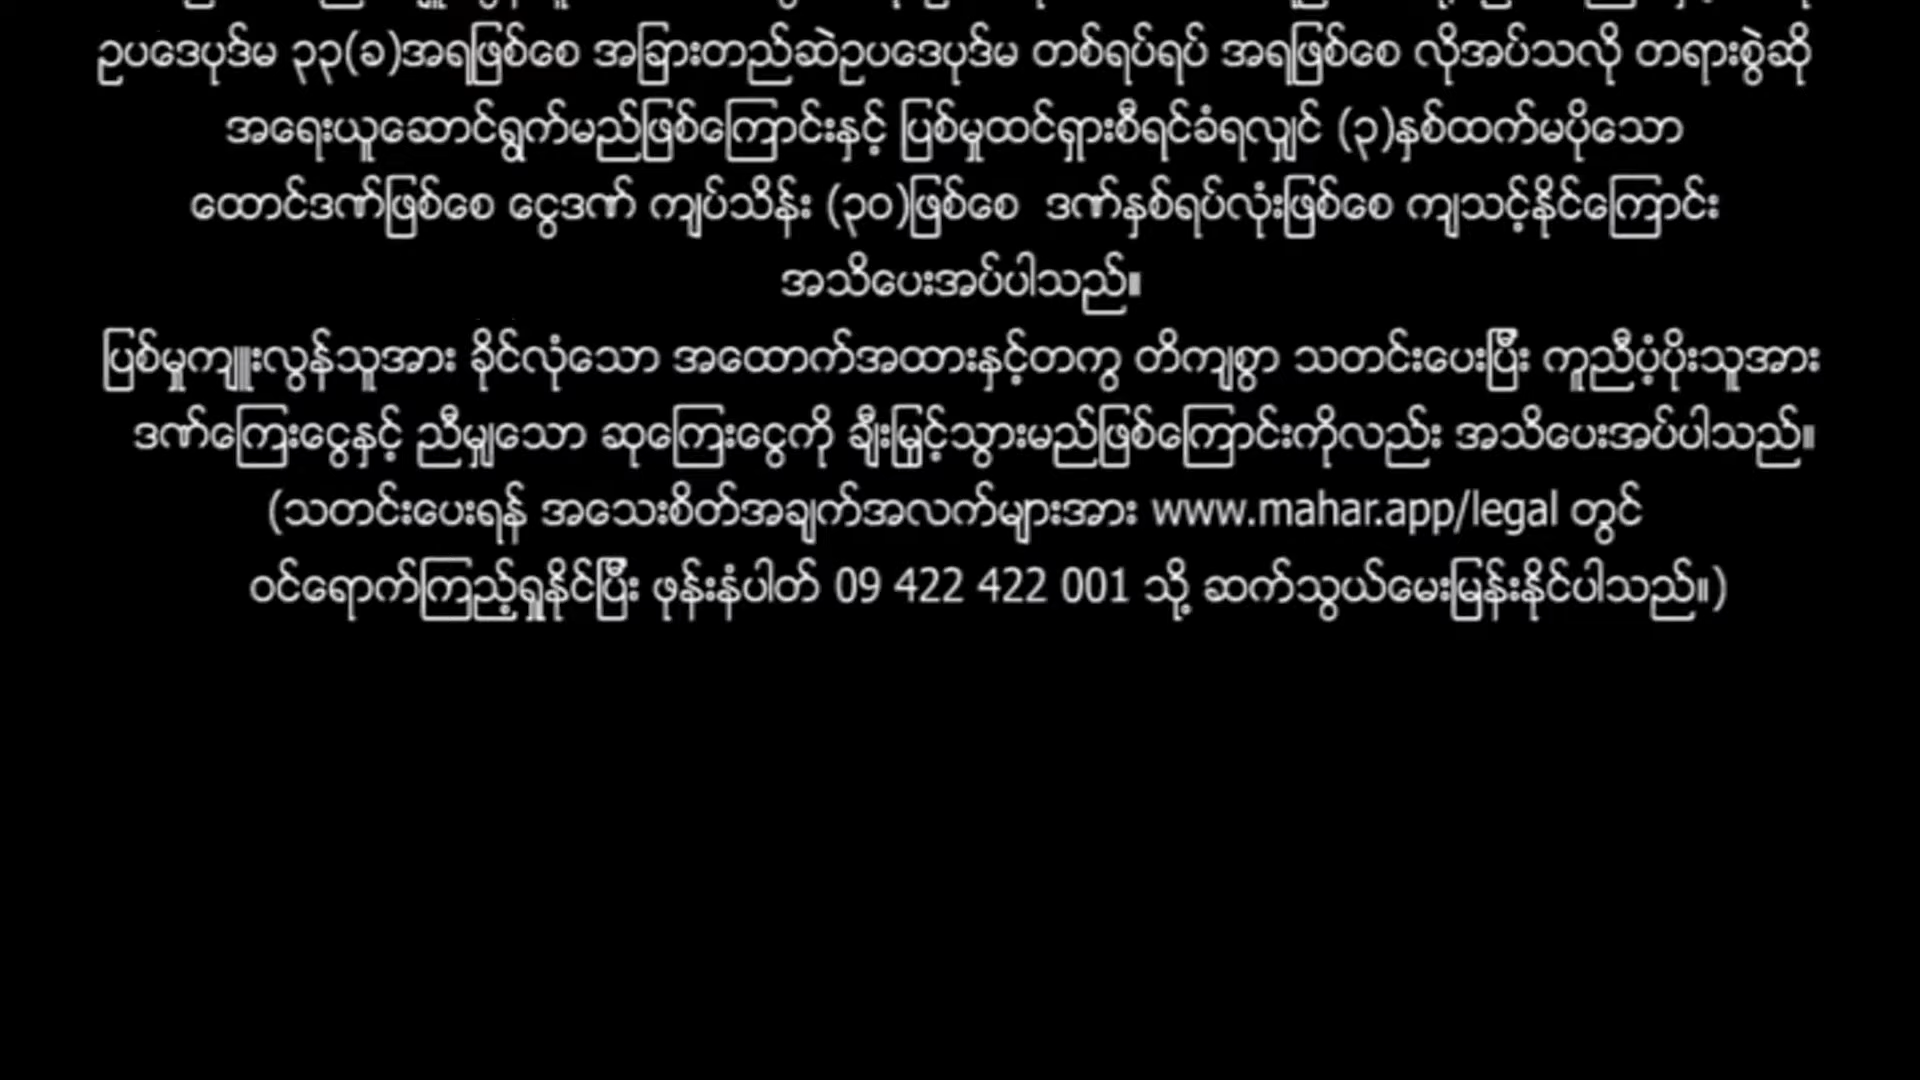 ဥပဒေပုဒ်မ ၃၃(ခ)အရဖြစ်စေ အခြားတည်ဆဲဥပဒေပုဒ်မ တစ်ရပ်ရပ် အရဖြစ်စေ လိုအပ်သလို တရားစွဲဆို
အရေးယူဆောင်ရွက်မည်ဖြစ်ကြောင်းနှင့် ပြစ်မှုထင်ရှားစီရင်ခံရလျှင် (၃)နှစ်ထက်မပိုသော
ထောင်ဒဏ်ဖြစ်စေ ငွေဒဏ် ကျပ်သိန်း (၃၀)ဖြစ်စေ ဒဏ်နှစ်ရပ်လုံးဖြစ်စေ ကျသင့်နိုင်ကြောင်း
အသိပေးအပ်ပါသည်။
ပြစ်မှုကျူးလွန်သူအား ခိုင်လုံသော အထောက်အထားနှင့်တကွ တိကျစွာ သတင်းပေးပြီး ကူညီပံ့ပိုးသူအား
ဒဏ်ကြေးငွေနှင့် ညီမျှသော ဆုကြေးငွေကို ချီးမြှင့်သွားမည်ဖြစ်ကြောင်းကိုလည်း အသိပေးအပ်ပါသည်။
(သတင်းပေးရန် အသေးစိတ်အချက်အလက်များအား www.mahar.app/legal တွင်
ဝင်ရောက်ကြည့်ရှုနိုင်ပြီး ဖုန်းနံပါတ် 09 422 422 001 သို့ ဆက်သွယ်မေးမြန်းနိုင်ပါသည်။)